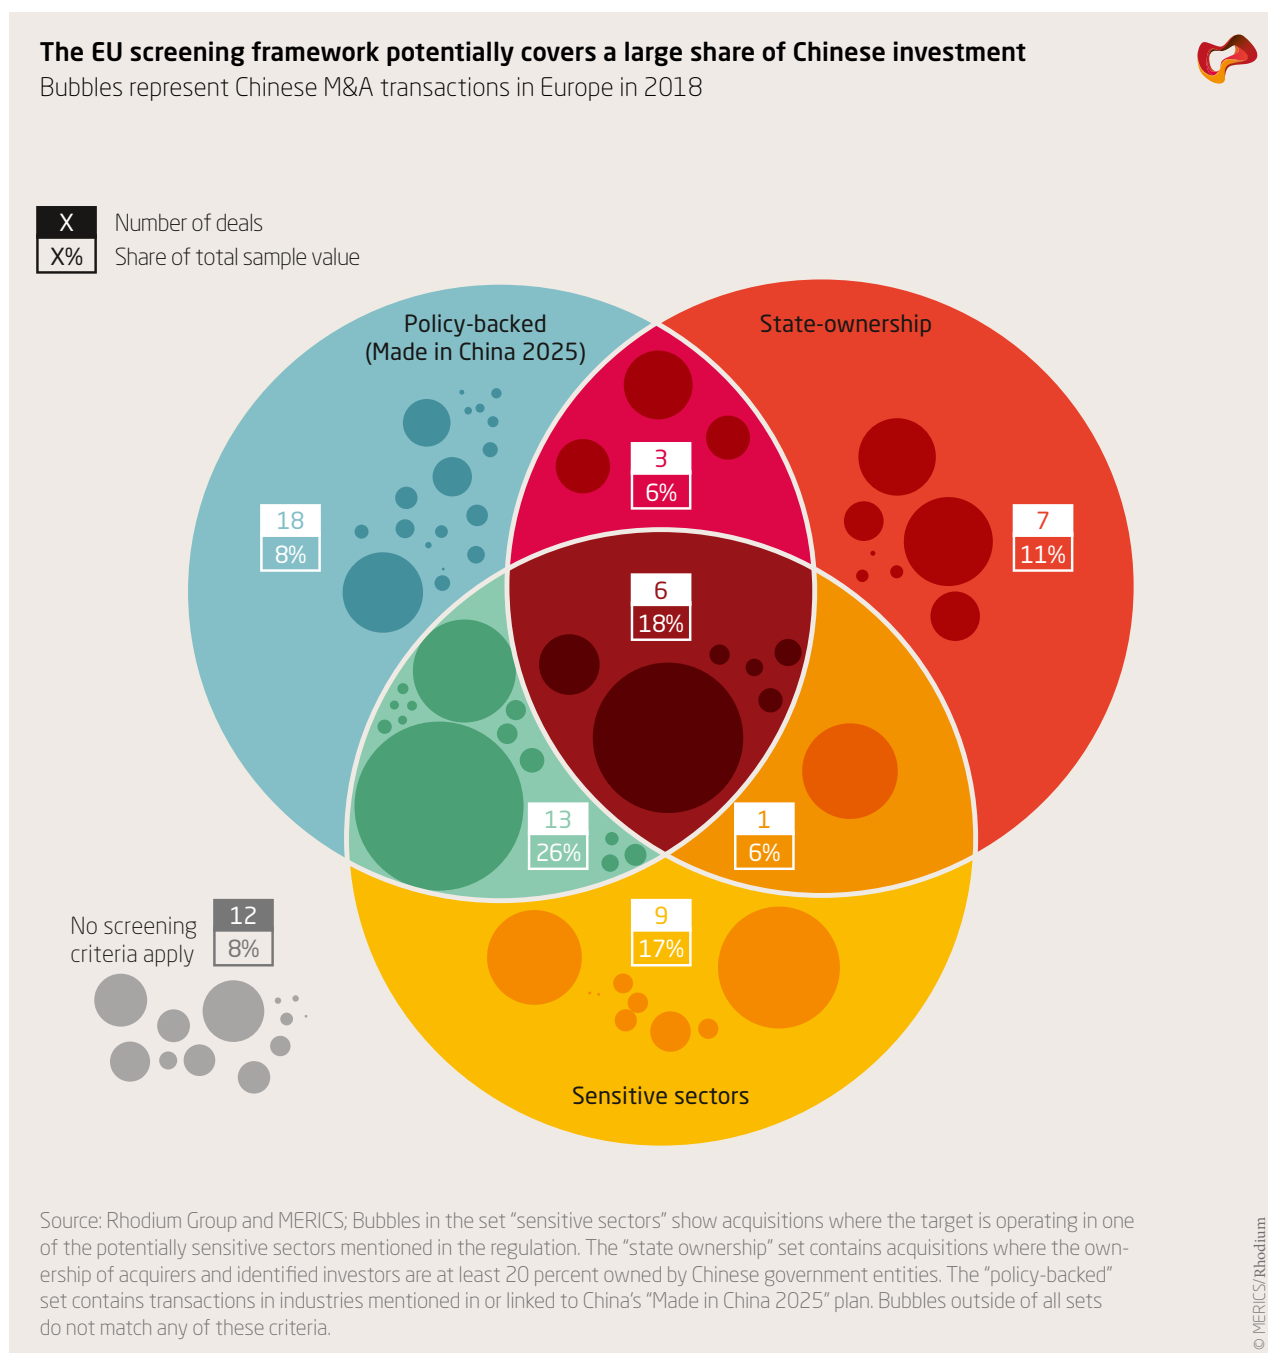 The EU screening framework potentially covers a large share of Chinese investment
Bubbles represent Chinese M&A transactions in Europe in 2018
X Number of deals
X% Share of total sample value
Policy-backed
(Made in China 2025)
State-ownership
3
6%
18
8%
7
11%
6
18%
13
26%
1
6%
9
17%
No screening
criteria apply
12
8%
Sensitive sectors
Source: Rhodium Group and MERICS; Bubbles in the set “sensitive sectors” show acquisitions where the target is operating in one
of the potentially sensitive sectors mentioned in the regulation. The “state ownership” set contains acquisitions where the own-
ership of acquirers and identified investors are at least 20 percent owned by Chinese government entities. The “policy-backed”
set contains transactions in industries mentioned in or linked to China’s “Made in China 2025” plan. Bubbles outside of all sets
do not match any of these criteria.
© MERICS/Rhodium